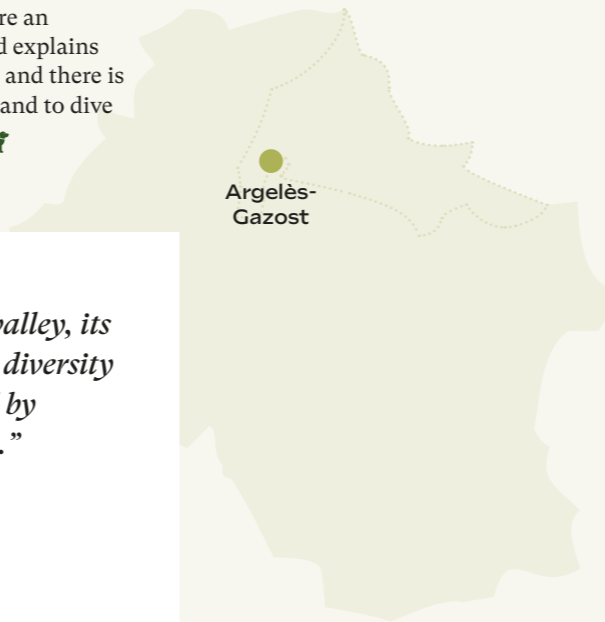 re an
d explains
and there is
and to dive
Argelès-
Gazost
valley, its
diversity
by
.”